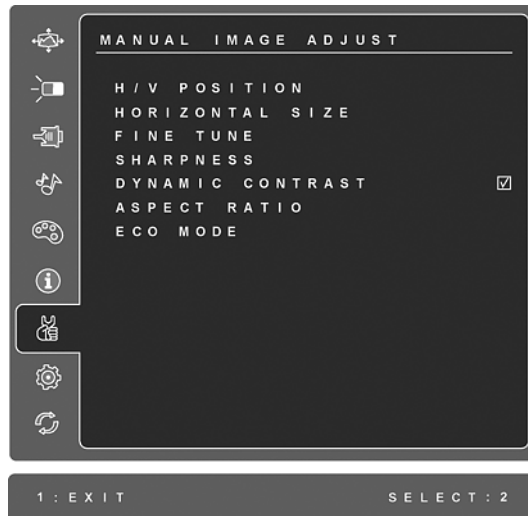 MANUAL IMAGE ADJUST
H/V POSITION
HORIZONTAL SIZE
FINE TUNE
SHARPNESS
DYNAMIC CONTRAST
ASPECT RATIO
ECO MODE
1:EXIT SELECT:2